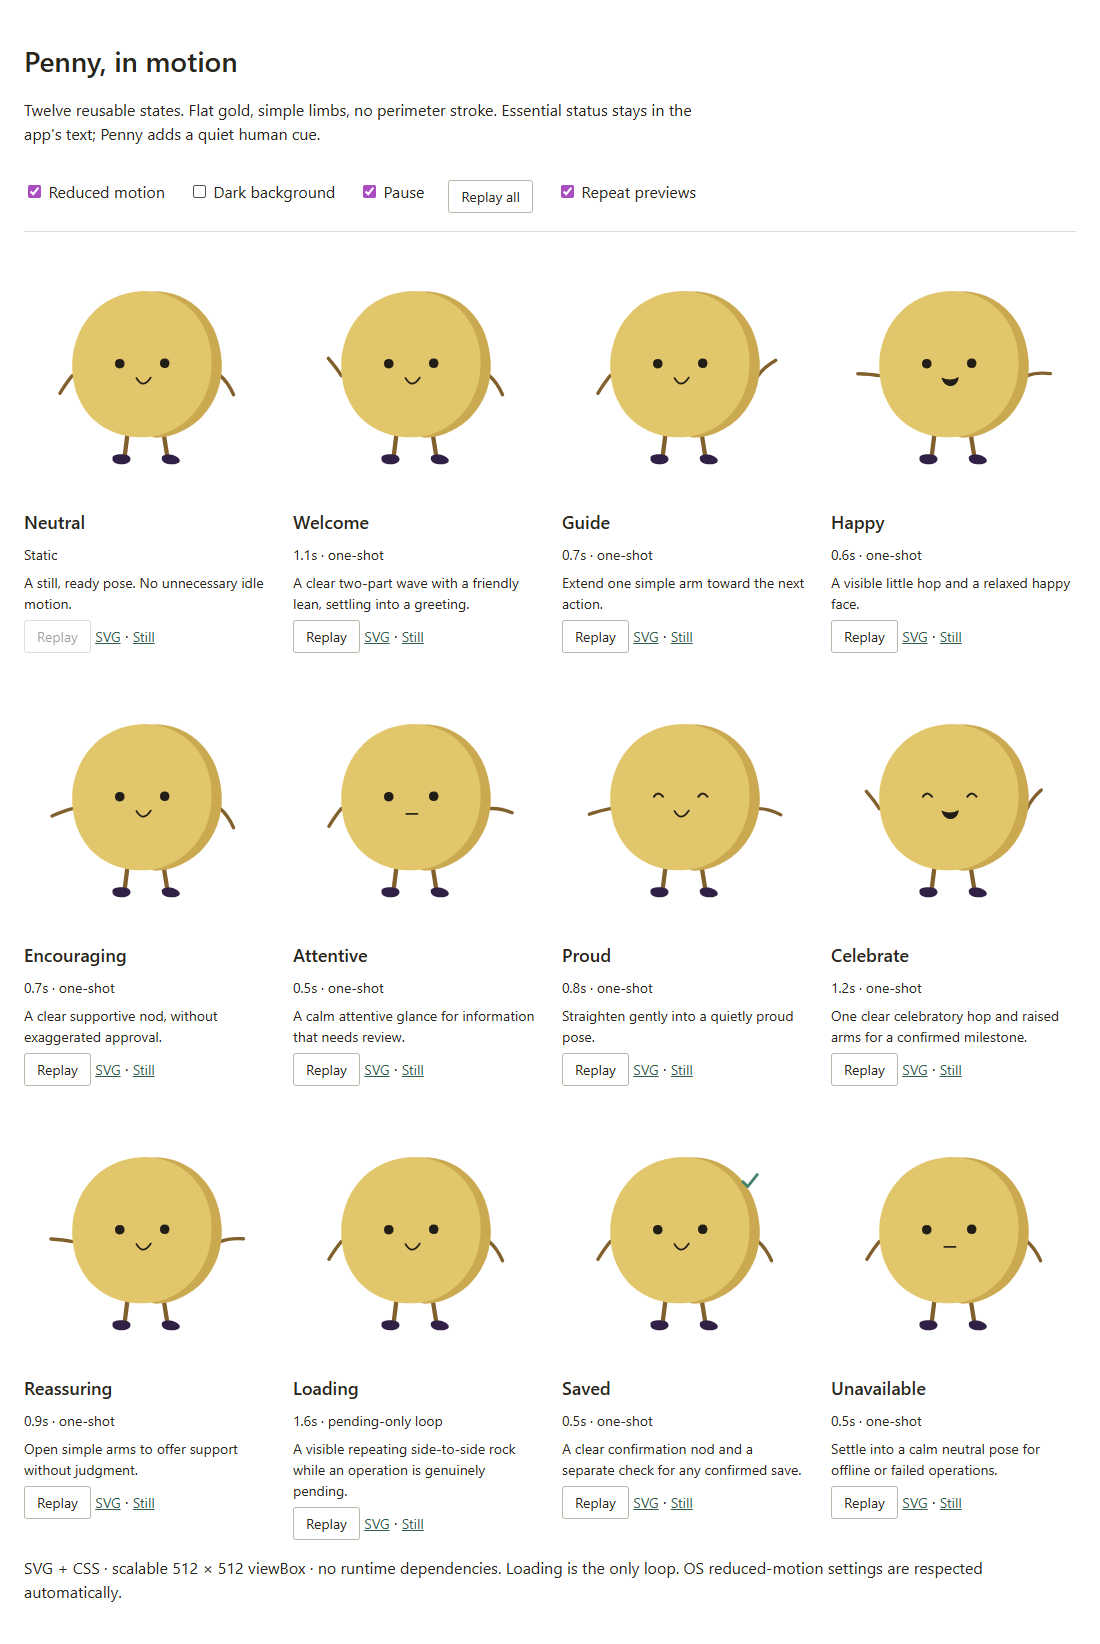 Penny, in motion
Twelve reusable states. Flat gold, simple limbs, no perimeter stroke. Essential status stays in the
app's text; Penny adds a quiet human cue.
Reduced motion Dark background Pause Replay all Repeat previews
Neutral
Static
A still, ready pose. No unnecessary idle
motion.
Replay SVG · Still
Welcome
1.1s · one-shot
A clear two-part wave with a friendly
lean, settling into a greeting.
Replay SVG · Still
Guide
0.7s · one-shot
Extend one simple arm toward the next
action.
Replay SVG · Still
Happy
0.6s · one-shot
A visible little hop and a relaxed happy
face.
Replay SVG · Still
Encouraging
0.7s · one-shot
A clear supportive nod, without
exaggerated approval.
Replay SVG · Still
Attentive
0.5s · one-shot
A calm attentive glance for information
that needs review.
Replay SVG · Still
Proud
0.8s · one-shot
Straighten gently into a quietly proud
pose.
Replay SVG · Still
Celebrate
1.2s · one-shot
One clear celebratory hop and raised
arms for a confirmed milestone.
Replay SVG · Still
Reassuring
0.9s · one-shot
Open simple arms to offer support
without judgment.
Replay SVG · Still
Loading
1.6s · pending-only loop
A visible repeating side-to-side rock
while an operation is genuinely
pending.
Replay SVG · Still
Saved
0.5s · one-shot
A clear confirmation nod and a
separate check for any confirmed save.
Replay SVG · Still
Unavailable
0.5s · one-shot
Settle into a calm neutral pose for
offline or failed operations.
Replay SVG · Still
SVG + CSS · scalable 512 × 512 viewBox · no runtime dependencies. Loading is the only loop. OS reduced-motion settings are respected
automatically.